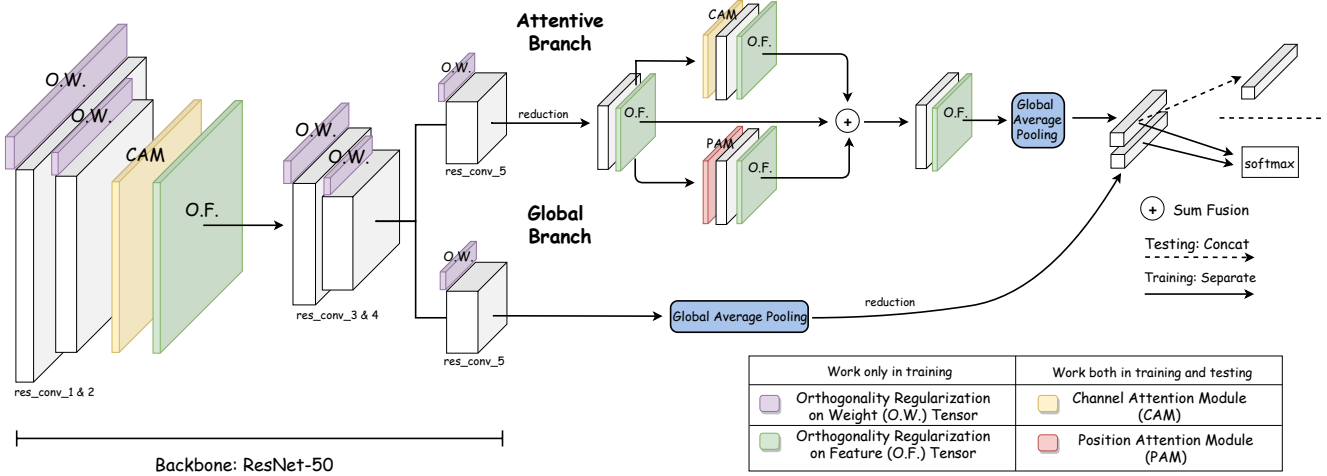 O.W.
O.W.
CAM
O.F.
res_conv_1 & 2
O.W.
O.W.
res_conv_3 & 4
O.W.
res_conv_5
O.W.
res_conv_5
Backbone: ResNet-50
Attentive
Branch
reduction
O.F.
CAM
O.F.
PAM
O.F.
+
O.F.
Global
Average
Pooling
softmax
Global
Branch
Global Average Pooling
reduction
+ Sum Fusion
Testing: Concat
Training: Separate
Work only in training
Work both in training and testing
Orthogonality Regularization
on Weight (O.W.) Tensor
Channel Attention Module
(CAM)
Orthogonality Regularization
on Feature (O.F.) Tensor
Position Attention Module
(PAM)